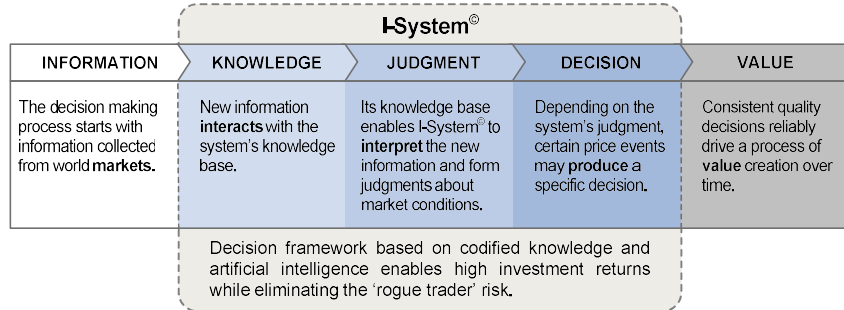 I-System©
INFORMATION
KNOWLEDGE
JUDGMENT
DECISION
VALUE
The decision making
process starts with
information collected
from world markets.
New information
interacts with the
system's knowledge
base.
Its knowledge base
enables I-System© to
interpret the new
information and form
judgments about
market conditions.
Depending on the
system's judgment,
certain price events
may produce a
specific decision.
Consistent quality
decisions reliably
drive a process of
value creation over
time.
Decision framework based on codified knowledge and
artificial intelligence enables high investment returns
while eliminating the 'rogue trader' risk.